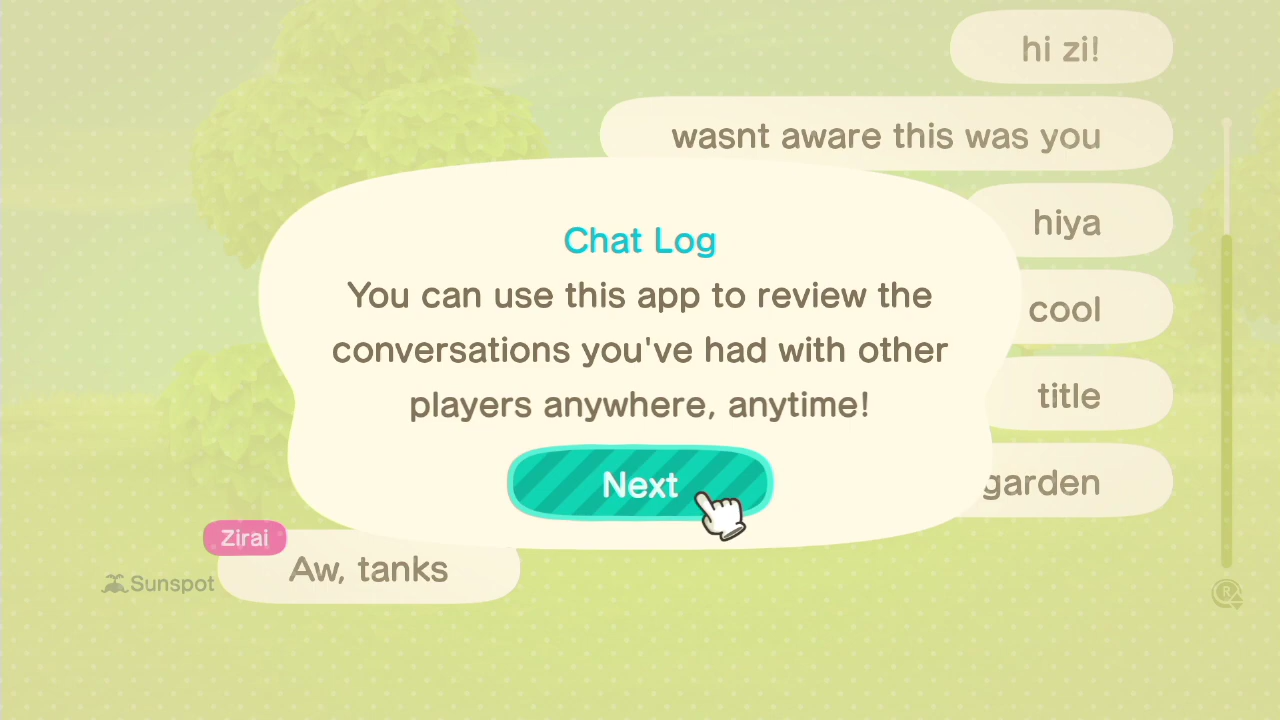 hi zi!
wasnt aware this was you
hiya
cool
title
garden
Chat Log
You can use this app to review the
conversations you've had with other
players anywhere, anytime!
Next
Zirai
Aw, tanks
Sunspot
R